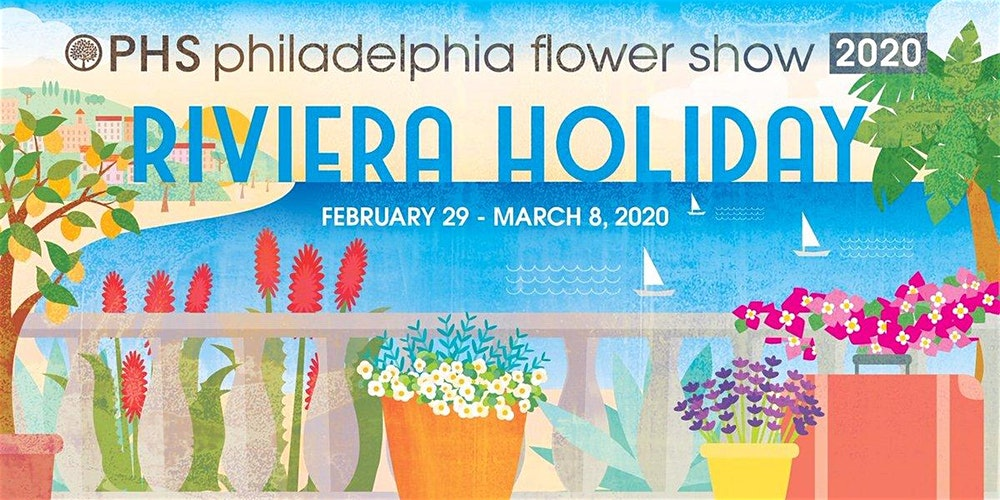 PHS philadelphia flower show 2020
RIVIERA HOLIDAY
FEBRUARY 29 - MARCH 8, 2020